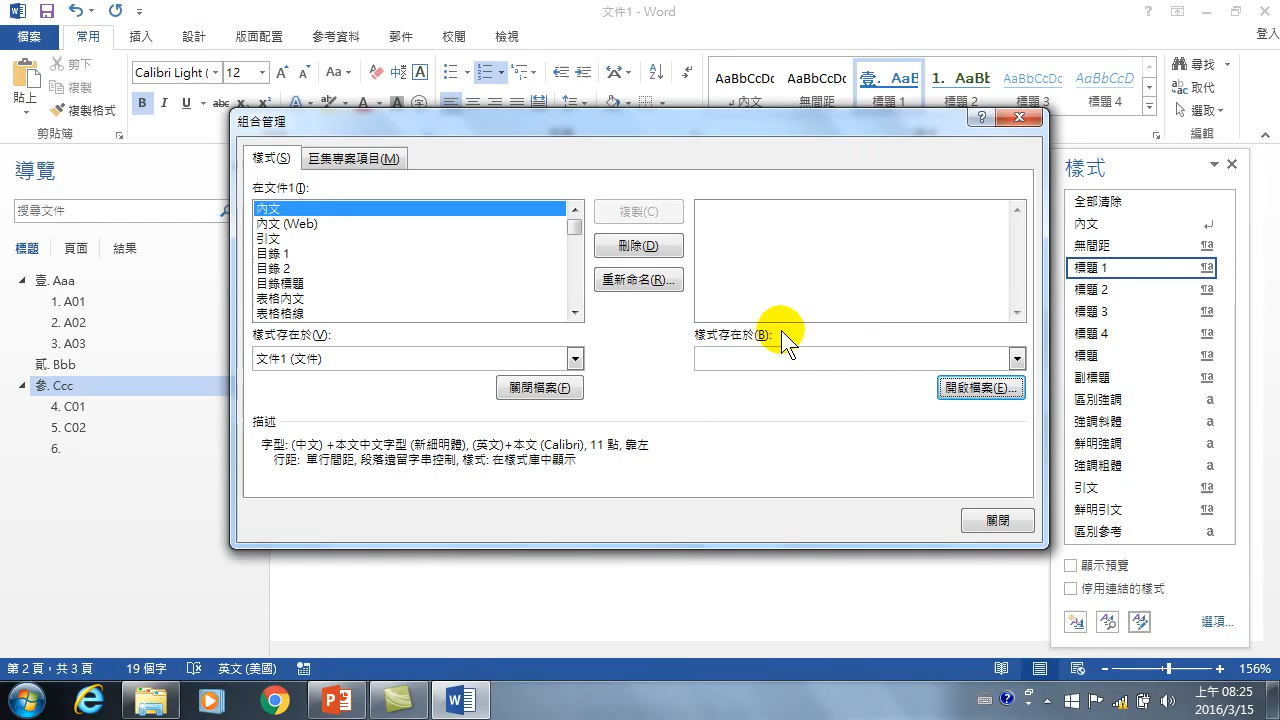 文件1 - Word
檔案 常用 插入 設計 版面配置 參考資料 郵件 校閱 檢視 登入
貼上 剪下 複製 複製格式
剪貼簿
Calibri Light ( 12 Aa
B I U abc x₂ x² A
AaBbCcDc AaBbCcDc 壹. AaB 1. AaBb AaBbCcDc AaBbCcDc
內文 無間距 標題 1 標題 2 標題 3 標題 4
尋找 取代 選取
編輯
導覽
搜尋文件
標題 頁面 結果
壹. Aaa
1. A01
2. A02
3. A03
貳. Bbb
參. Ccc
4. C01
5. C02
6.
組合管理
樣式(S) 巨集專案項目(M)
在文件1(I):
內文
內文 (Web)
引文
目錄 1
目錄 2
目錄標題
表格內文
表格格線
複製(C)
刪除(D)
重新命名(R)...
樣式存在於(V):
文件1 (文件)
關閉檔案(F)
樣式存在於(B):
開啟檔案(E)...
描述
字型: (中文) +本文中文字型 (新細明體), (英文)+本文 (Calibri), 11 點, 靠左
行距: 單行間距, 段落遺留字串控制, 樣式: 在樣式庫中顯示
關閉
樣式
全部清除
內文
無間距
標題 1
標題 2
標題 3
標題 4
標題
副標題
區別強調
強調斜體
鮮明強調
強調粗體
引文
鮮明引文
區別參考
顯示預覽
停用連結的樣式
選項...
第 2 頁，共 3 頁 19 個字 英文 (美國) 156%
上午 08:25
2016/3/15